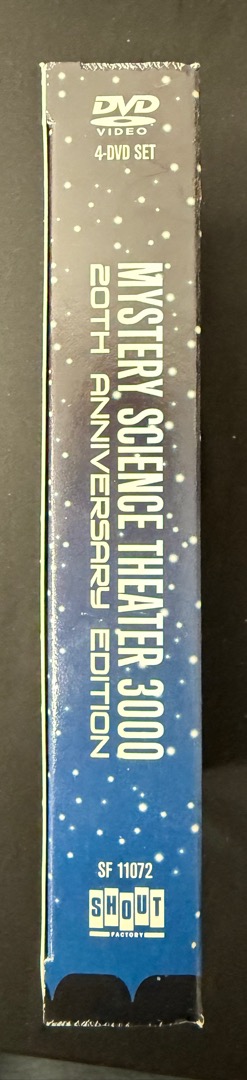 DVD
VIDEO
4-DVD SET
MYSTERY SCIENCE THEATER 3000
20TH ANNIVERSARY EDITION
SF 11072
SHOUT
FACTORY